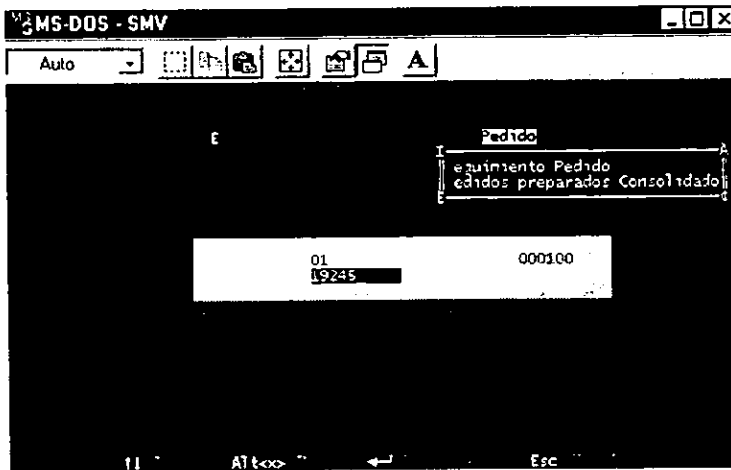 MS-DOS - SMV
Auto
A
E Pedido
equimiento Pedido
edidos preparados Consolidado
01 000100
19245
Alt<x> Esc